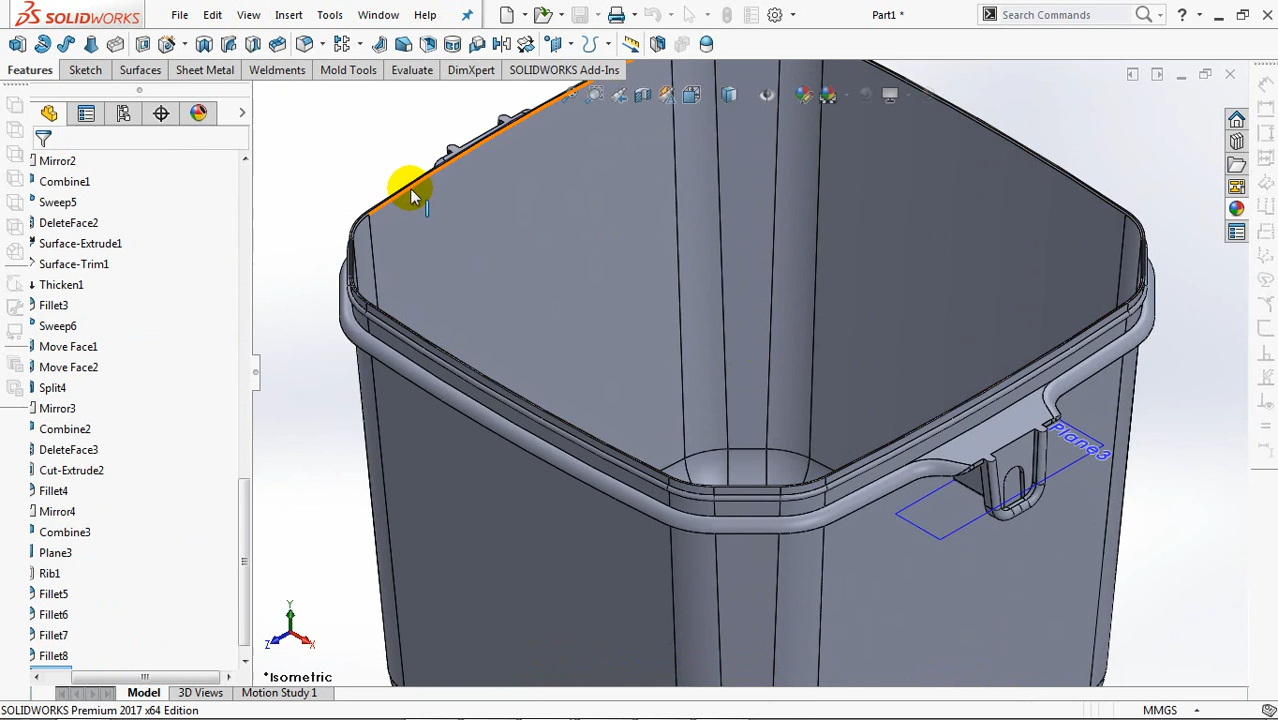 SOLIDWORKS File Edit View Insert Tools Window Help Part1 * Search Commands ?
Features Sketch Surfaces Sheet Metal Weldments Mold Tools Evaluate DimXpert SOLIDWORKS Add-Ins
Mirror2
Combine1
Sweep5
DeleteFace2
Surface-Extrude1
Surface-Trim1
Thicken1
Fillet3
Sweep6
Move Face1
Move Face2
Split4
Mirror3
Combine2
DeleteFace3
Cut-Extrude2
Fillet4
Mirror4
Combine3
Plane3
Rib1
Fillet5
Fillet6
Fillet7
Fillet8
Plane3
Y
Z
X
*Isometric
Model 3D Views Motion Study 1
SOLIDWORKS Premium 2017 x64 Edition MMGS